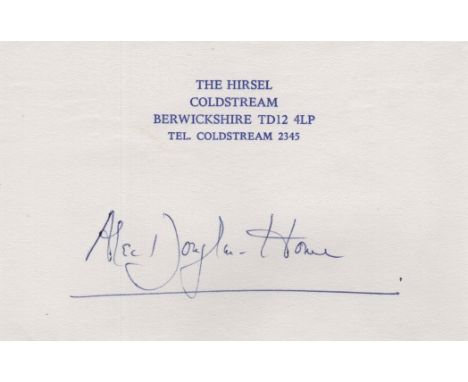 THE HIRSEL
COLDSTREAM
BERWICKSHIRE TD12 4LP
TEL. COLDSTREAM 2345
Alec Douglas-Home